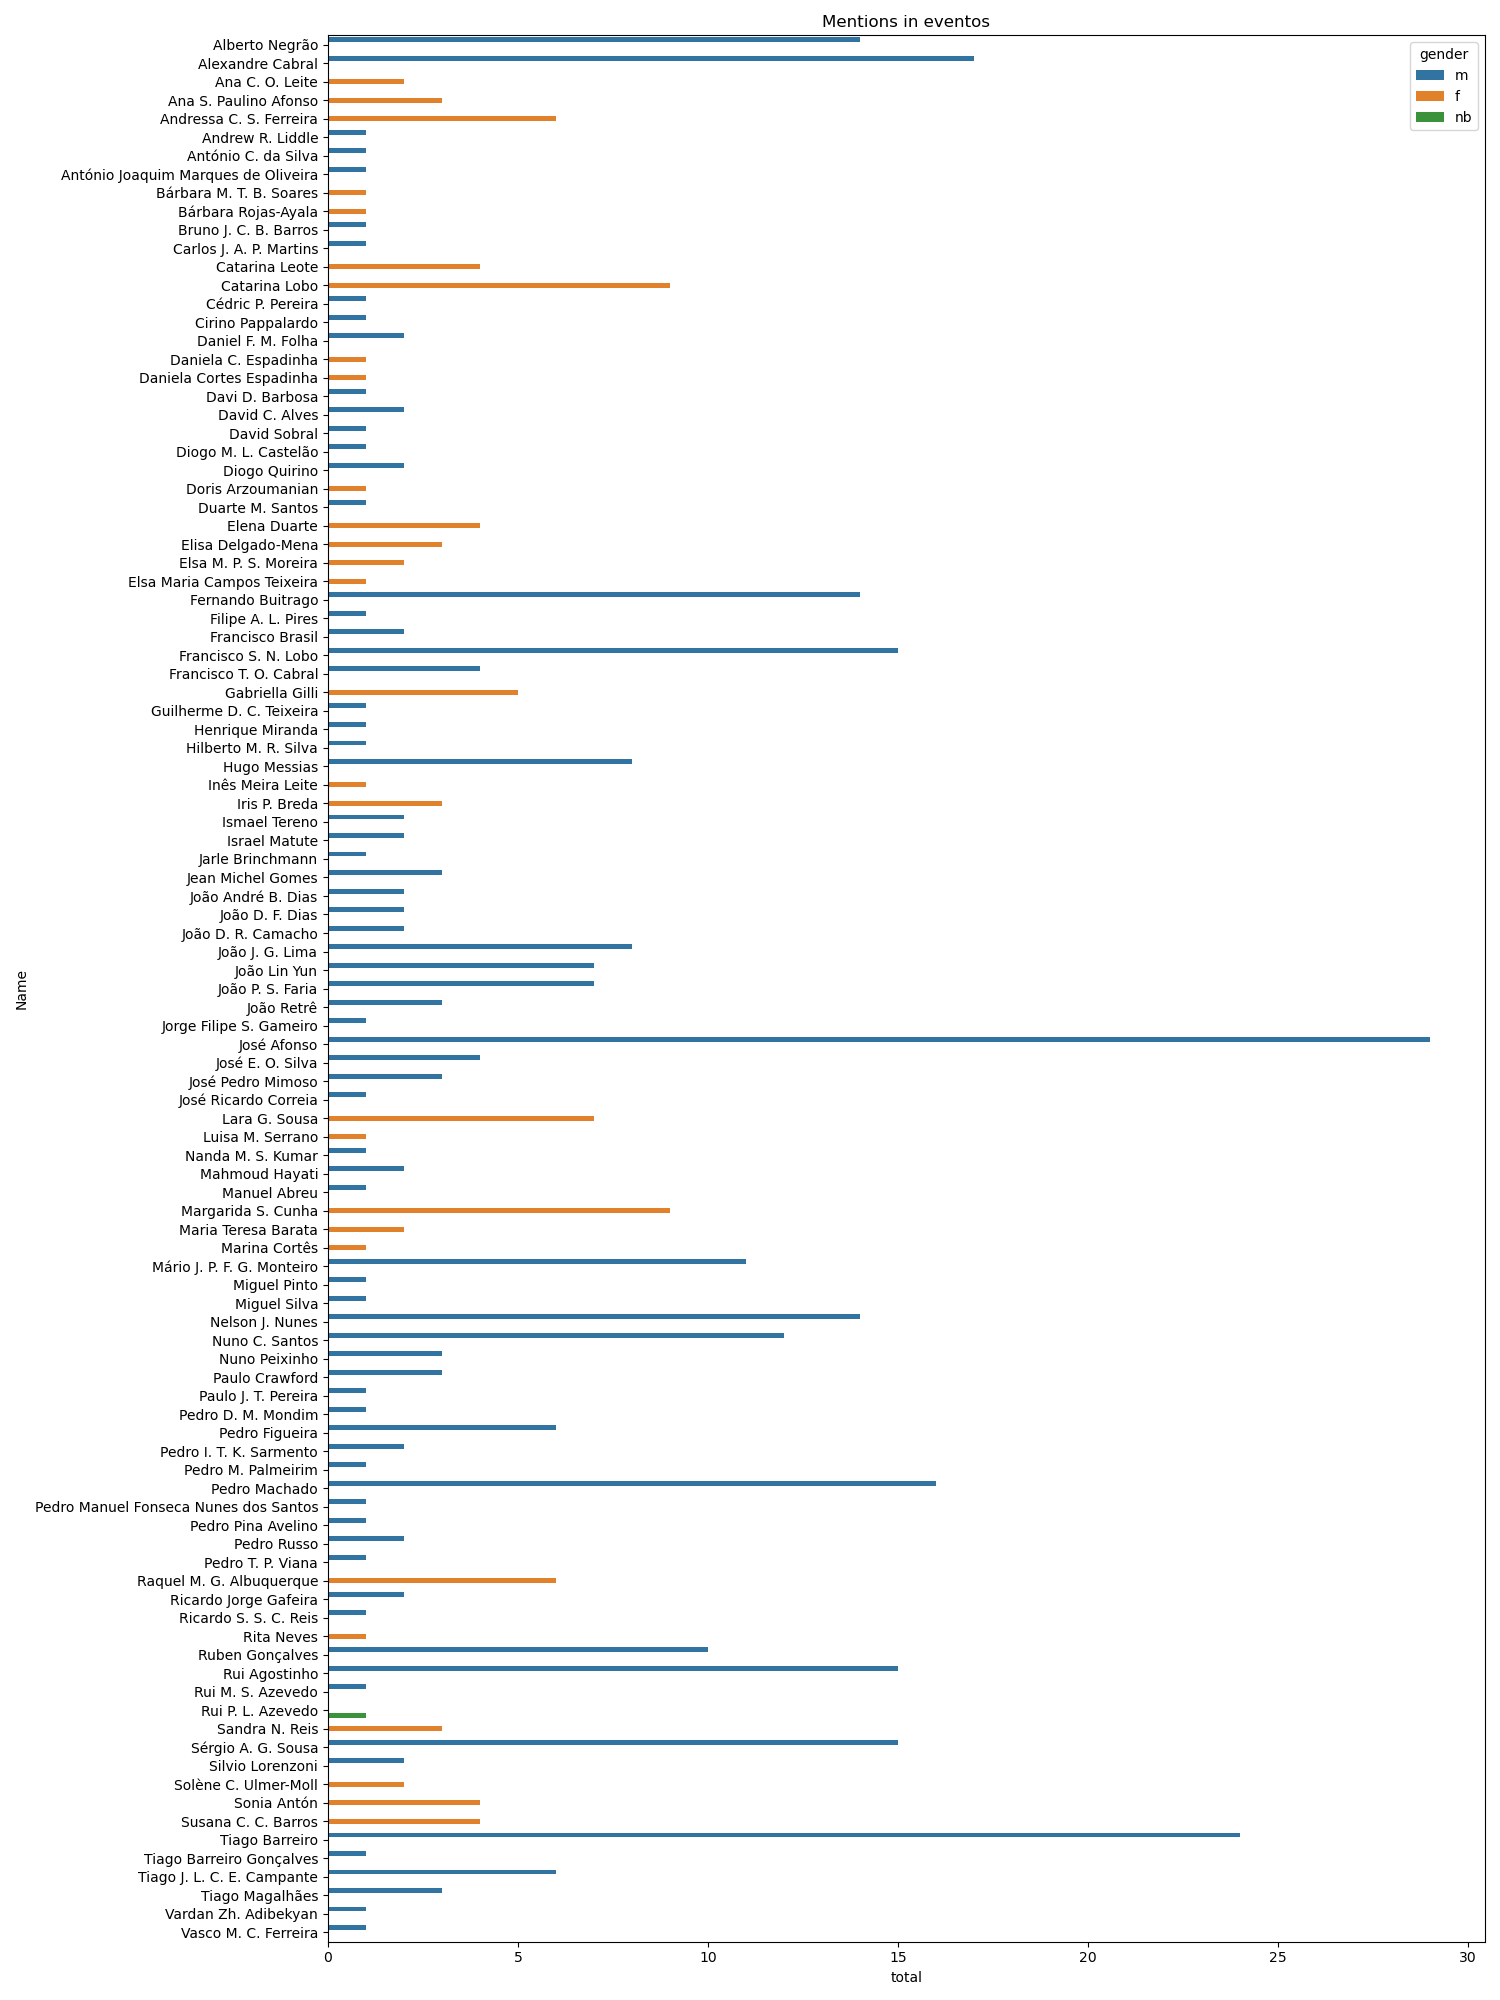 Mentions in eventos
gender
m
f
nb
Name
Alberto Negrão
Alexandre Cabral
Ana C. O. Leite
Ana S. Paulino Afonso
Andressa C. S. Ferreira
Andrew R. Liddle
António C. da Silva
António Joaquim Marques de Oliveira
Bárbara M. T. B. Soares
Bárbara Rojas-Ayala
Bruno J. C. B. Barros
Carlos J. A. P. Martins
Catarina Leote
Catarina Lobo
Cédric P. Pereira
Cirino Pappalardo
Daniel F. M. Folha
Daniela C. Espadinha
Daniela Cortes Espadinha
Davi D. Barbosa
David C. Alves
David Sobral
Diogo M. L. Castelão
Diogo Quirino
Doris Arzoumanian
Duarte M. Santos
Elena Duarte
Elisa Delgado-Mena
Elsa M. P. S. Moreira
Elsa Maria Campos Teixeira
Fernando Buitrago
Filipe A. L. Pires
Francisco Brasil
Francisco S. N. Lobo
Francisco T. O. Cabral
Gabriella Gilli
Guilherme D. C. Teixeira
Henrique Miranda
Hilberto M. R. Silva
Hugo Messias
Inês Meira Leite
Iris P. Breda
Ismael Tereno
Israel Matute
Jarle Brinchmann
Jean Michel Gomes
João André B. Dias
João D. F. Dias
João D. R. Camacho
João J. G. Lima
João Lin Yun
João P. S. Faria
João Retrê
Jorge Filipe S. Gameiro
José Afonso
José E. O. Silva
José Pedro Mimoso
José Ricardo Correia
Lara G. Sousa
Luisa M. Serrano
Nanda M. S. Kumar
Mahmoud Hayati
Manuel Abreu
Margarida S. Cunha
Maria Teresa Barata
Marina Cortês
Mário J. P. F. G. Monteiro
Miguel Pinto
Miguel Silva
Nelson J. Nunes
Nuno C. Santos
Nuno Peixinho
Paulo Crawford
Paulo J. T. Pereira
Pedro D. M. Mondim
Pedro Figueira
Pedro I. T. K. Sarmento
Pedro M. Palmeirim
Pedro Machado
Pedro Manuel Fonseca Nunes dos Santos
Pedro Pina Avelino
Pedro Russo
Pedro T. P. Viana
Raquel M. G. Albuquerque
Ricardo Jorge Gafeira
Ricardo S. S. C. Reis
Rita Neves
Ruben Gonçalves
Rui Agostinho
Rui M. S. Azevedo
Rui P. L. Azevedo
Sandra N. Reis
Sérgio A. G. Sousa
Silvio Lorenzoni
Solène C. Ulmer-Moll
Sonia Antón
Susana C. C. Barros
Tiago Barreiro
Tiago Barreiro Gonçalves
Tiago J. L. C. E. Campante
Tiago Magalhães
Vardan Zh. Adibekyan
Vasco M. C. Ferreira
0 5 10 15 20 25 30
total